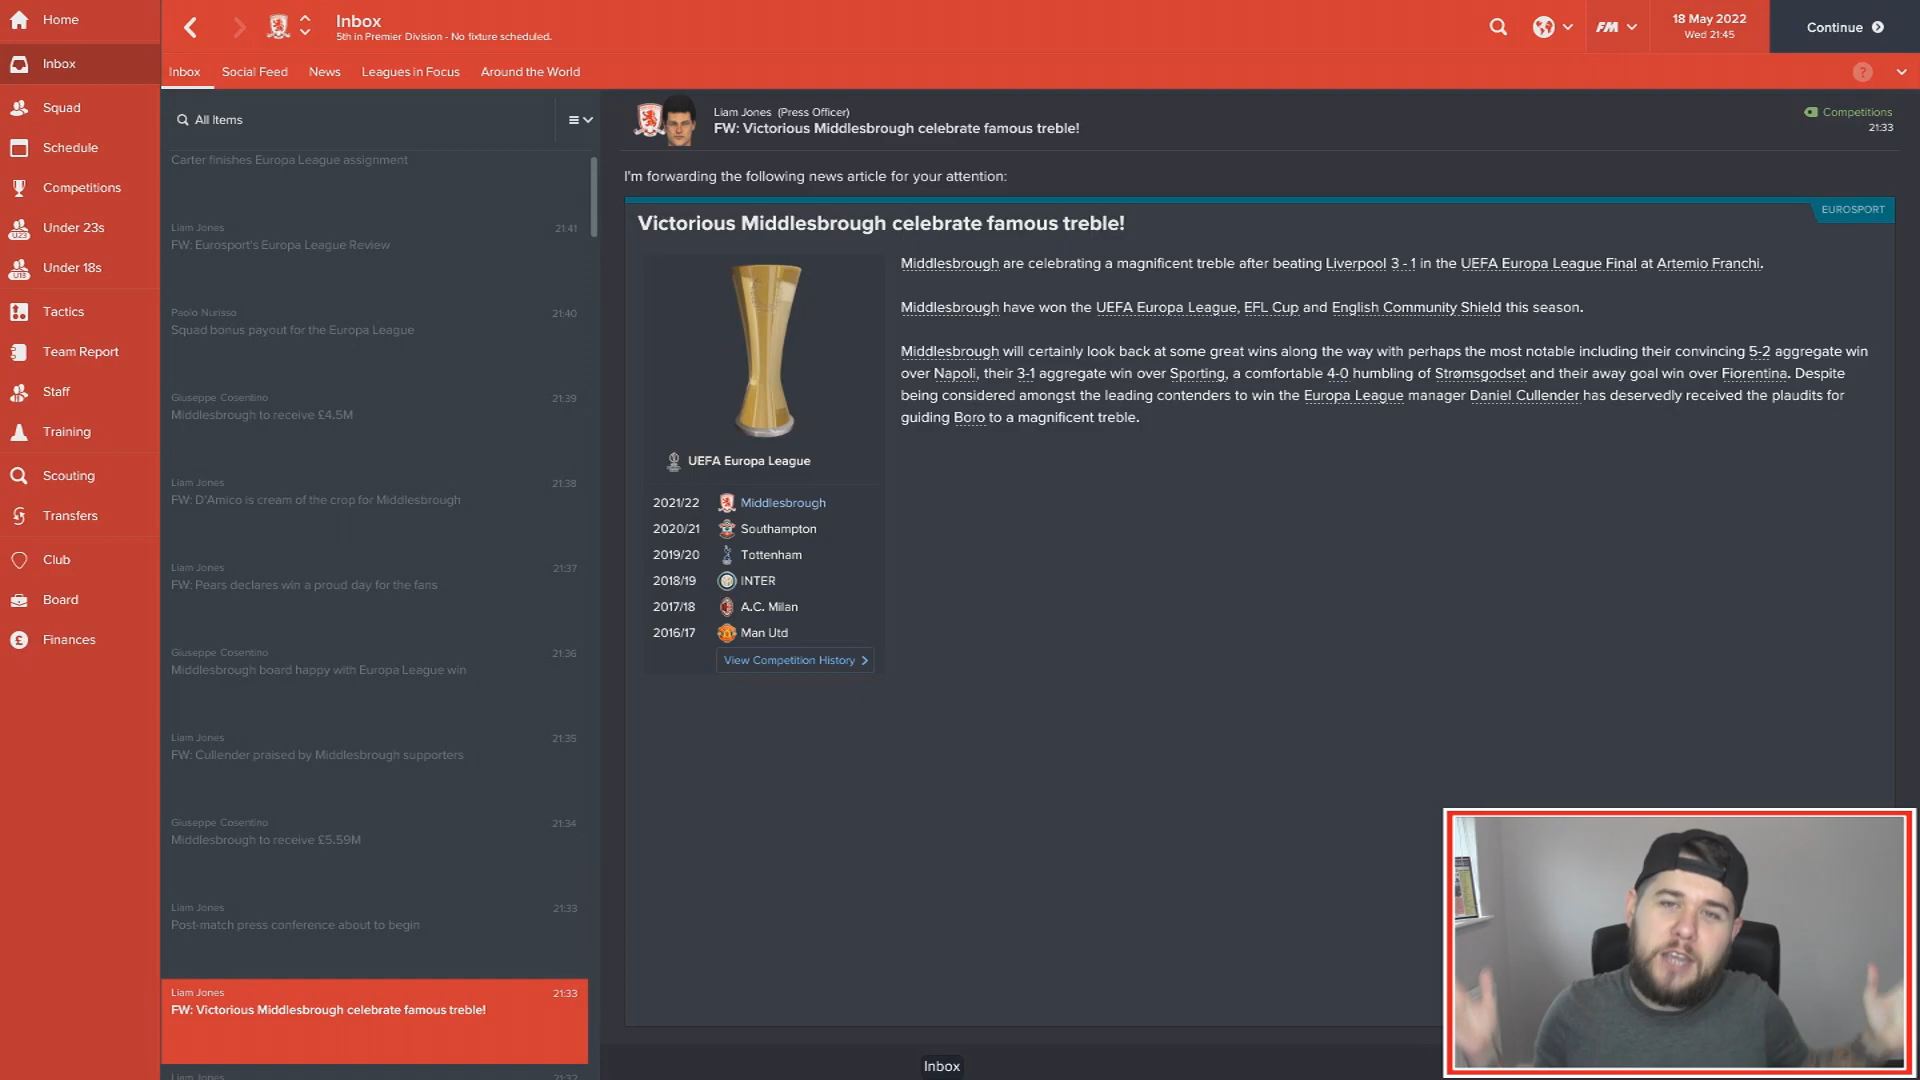 Home
Inbox
Squad
Schedule
Competitions
Under 23s
Under 18s
Tactics
Team Report
Staff
Training
Scouting
Transfers
Club
Board
Finances
Inbox
5th in Premier Division - No fixture scheduled.
FM
18 May 2022
Wed 21:45
Continue
Inbox
Social Feed
News
Leagues in Focus
Around the World
?
All Items
Carter finishes Europa League assignment
Liam Jones 21:41
FW: Eurosport's Europa League Review
Paolo Nurisso 21:40
Squad bonus payout for the Europa League
Giuseppe Cosentino 21:39
Middlesbrough to receive £4.5M
Liam Jones 21:38
FW: D'Amico is cream of the crop for Middlesbrough
Liam Jones 21:37
FW: Pears declares win a proud day for the fans
Giuseppe Cosentino 21:36
Middlesbrough board happy with Europa League win
Liam Jones 21:35
FW: Cullender praised by Middlesbrough supporters
Giuseppe Cosentino 21:34
Middlesbrough to receive £5.59M
Liam Jones 21:33
Post-match press conference about to begin
Liam Jones 21:33
FW: Victorious Middlesbrough celebrate famous treble!
Liam Jones 21:32
Liam Jones (Press Officer)
FW: Victorious Middlesbrough celebrate famous treble!
Competitions
21:33
I'm forwarding the following news article for your attention:
EUROSPORT
Victorious Middlesbrough celebrate famous treble!
Middlesbrough are celebrating a magnificent treble after beating Liverpool 3 - 1 in the UEFA Europa League Final at Artemio Franchi.
Middlesbrough have won the UEFA Europa League, EFL Cup and English Community Shield this season.
Middlesbrough will certainly look back at some great wins along the way with perhaps the most notable including their convincing 5-2 aggregate win
over Napoli, their 3-1 aggregate win over Sporting, a comfortable 4-0 humbling of Strømsgodset and their away goal win over Fiorentina. Despite
being considered amongst the leading contenders to win the Europa League manager Daniel Cullender has deservedly received the plaudits for
guiding Boro to a magnificent treble.
UEFA Europa League
2021/22 Middlesbrough
2020/21 Southampton
2019/20 Tottenham
2018/19 INTER
2017/18 A.C. Milan
2016/17 Man Utd
View Competition History
Inbox